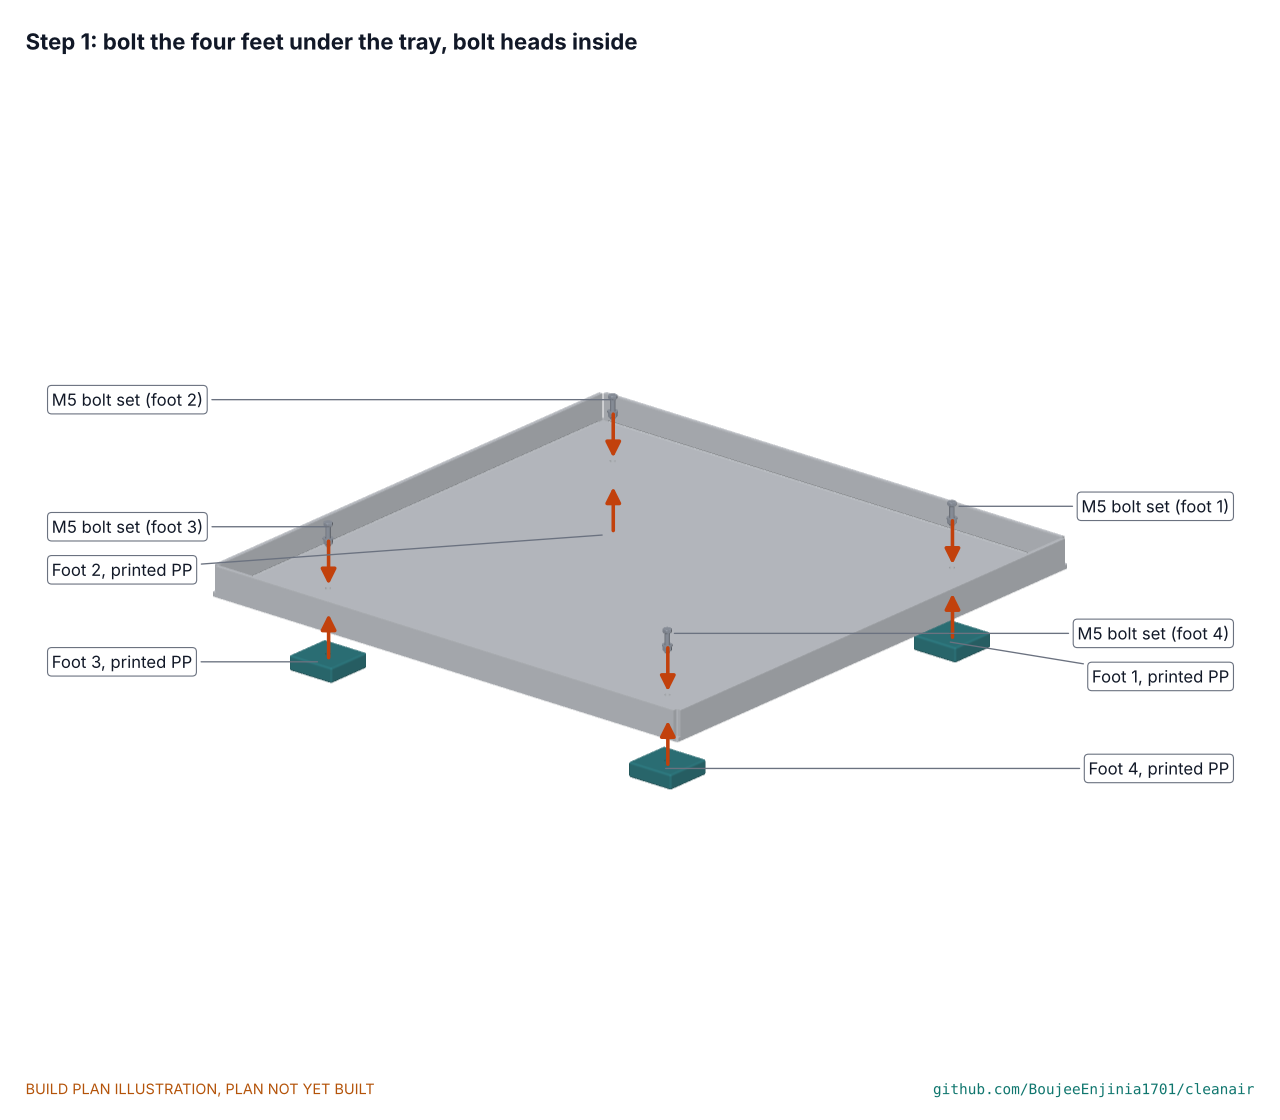 Step 1: bolt the four feet under the tray, bolt heads inside
M5 bolt set (foot 2)
M5 bolt set (foot 1)
M5 bolt set (foot 3)
Foot 2, printed PP
M5 bolt set (foot 4)
Foot 3, printed PP
Foot 1, printed PP
Foot 4, printed PP
BUILD PLAN ILLUSTRATION, PLAN NOT YET BUILT
github.com/BoujeeEnjinia1701/cleanair